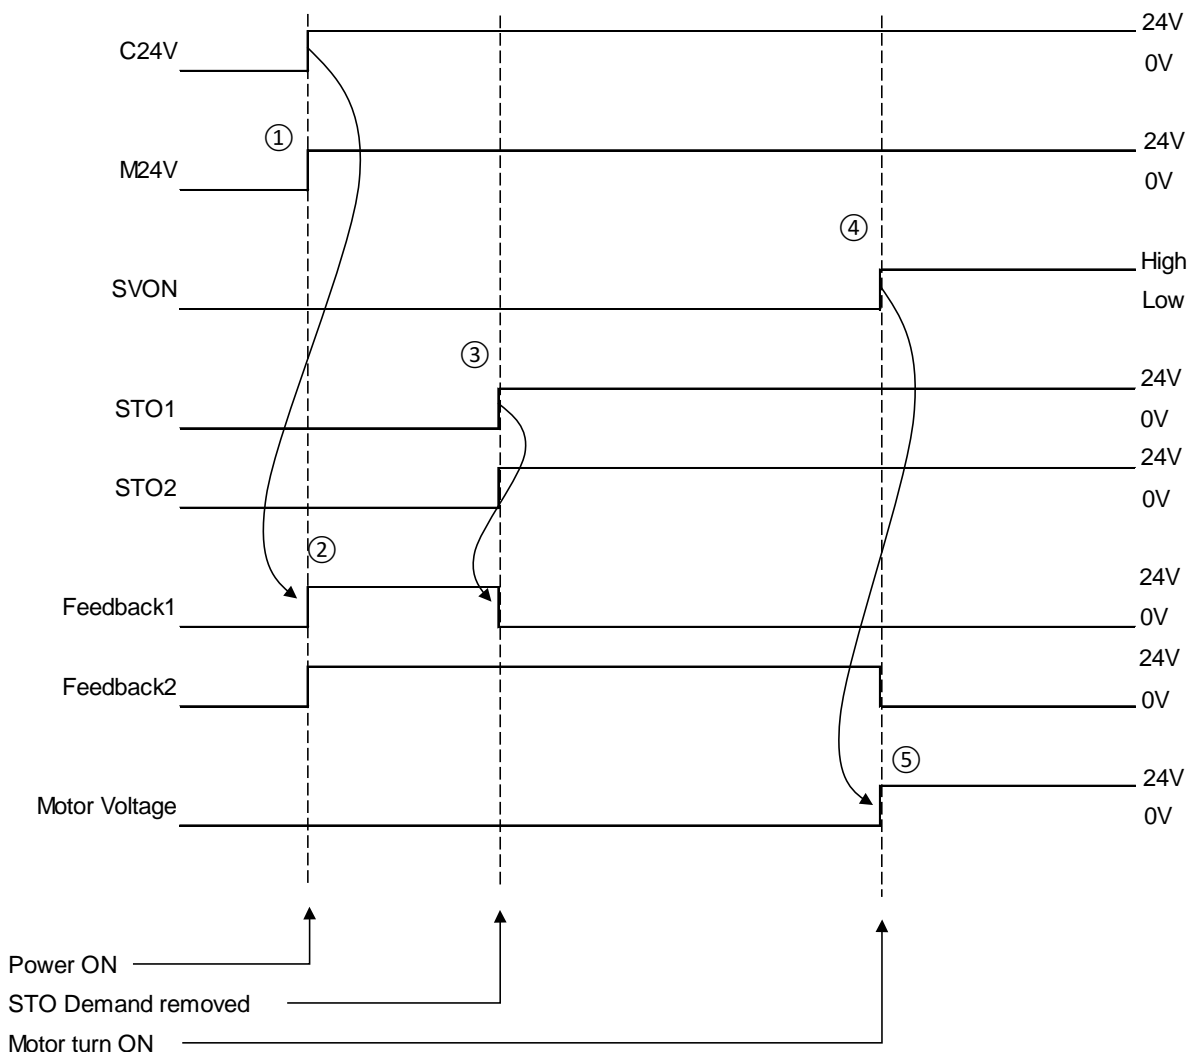 24V
C24V
0V
①
24V
M24V
0V
④
High
SVON
Low
③
24V
STO1
0V
24V
STO2
0V
②
24V
Feedback1
0V
24V
Feedback2
0V
⑤
24V
Motor Voltage
0V
Power ON
STO Demand removed
Motor turn ON